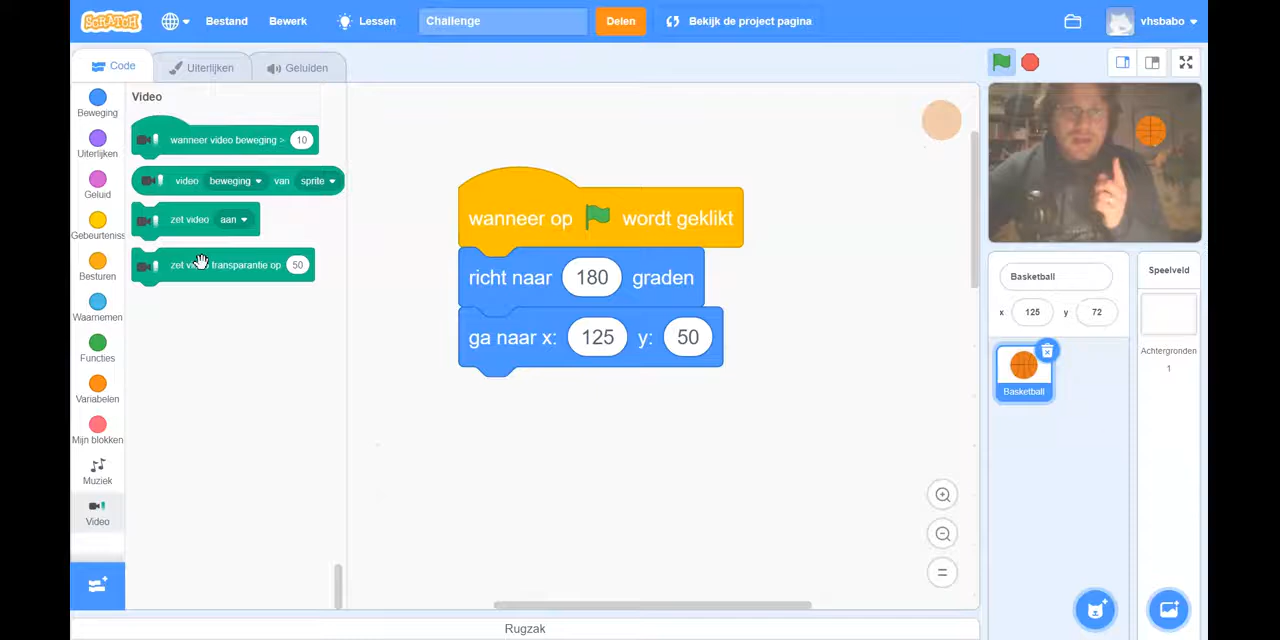 SCRATCH
Bestand
Bewerk
Lessen
Challenge
Delen
Bekijk de project pagina
vhsbabo
Code
Uiterlijken
Geluiden
Beweging
Uiterlijken
Geluid
Gebeurteniss
Besturen
Waarnemen
Functies
Variabelen
Mijn blokken
Muziek
Video
Video
wanneer video beweging > 10
video beweging van sprite
zet video aan
zet transparantie op 50
wanneer op wordt geklikt
richt naar 180 graden
ga naar x: 125 y: 50
Basketball
x 125 y 72
Basketball
Speelveld
Achtergronden
1
Rugzak